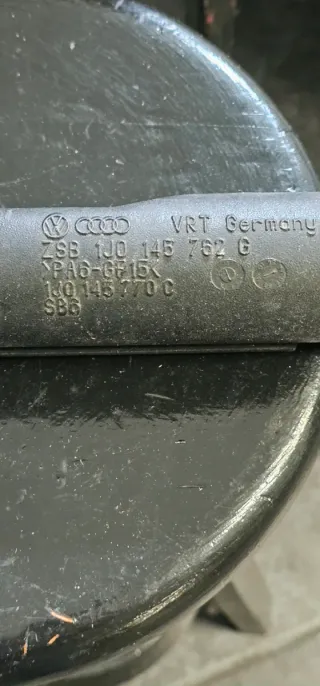 VRT Germany
ZSB 1J0 145 762 G
>PA6-GF15<
1J0 145 770 C
SB6